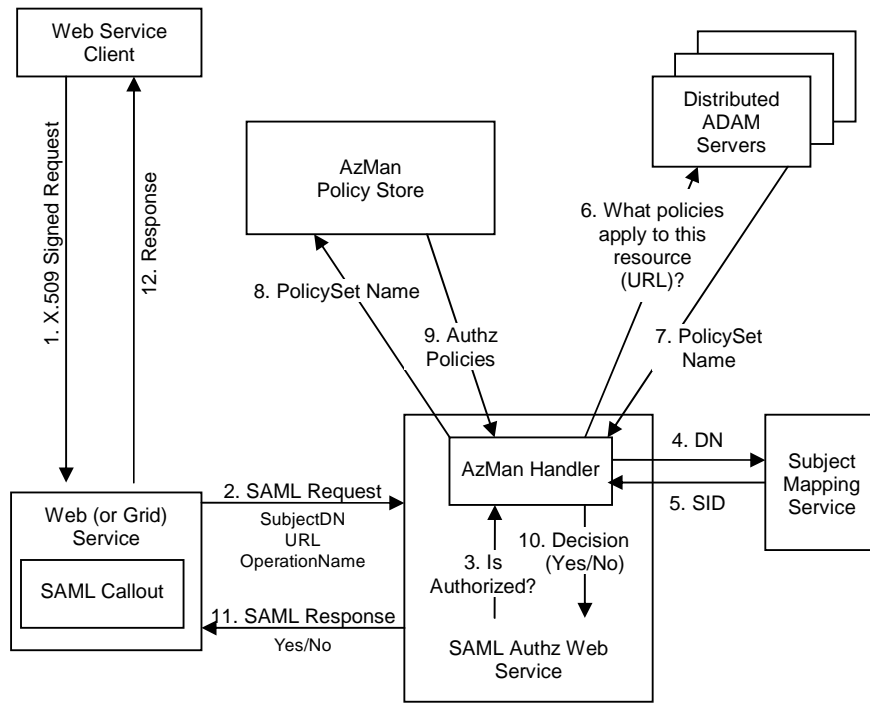 Web Service
Client
Distributed
ADAM
Servers
AzMan
Policy Store
1. X.509 Signed Request
12. Response
6. What policies
apply to this
resource
(URL)?
8. PolicySet Name
9. Authz
Policies
7. PolicySet
Name
AzMan Handler
4. DN
5. SID
Subject
Mapping
Service
2. SAML Request
SubjectDN
URL
OperationName
Web (or Grid)
Service
SAML Callout
3. Is
Authorized?
10. Decision
(Yes/No)
11. SAML Response
Yes/No
SAML Authz Web
Service